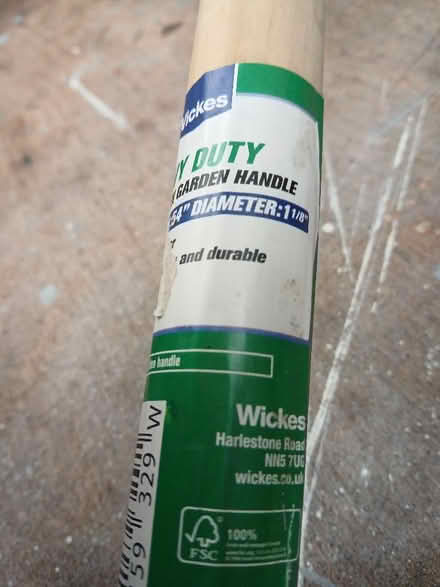 Wickes
Y DUTY
GARDEN HANDLE
54" DIAMETER:1 1/8"
and durable
handle
Wickes
Harlestone Road
NN5 7UG
wickes.co.uk
59 329 W
FSC
100%